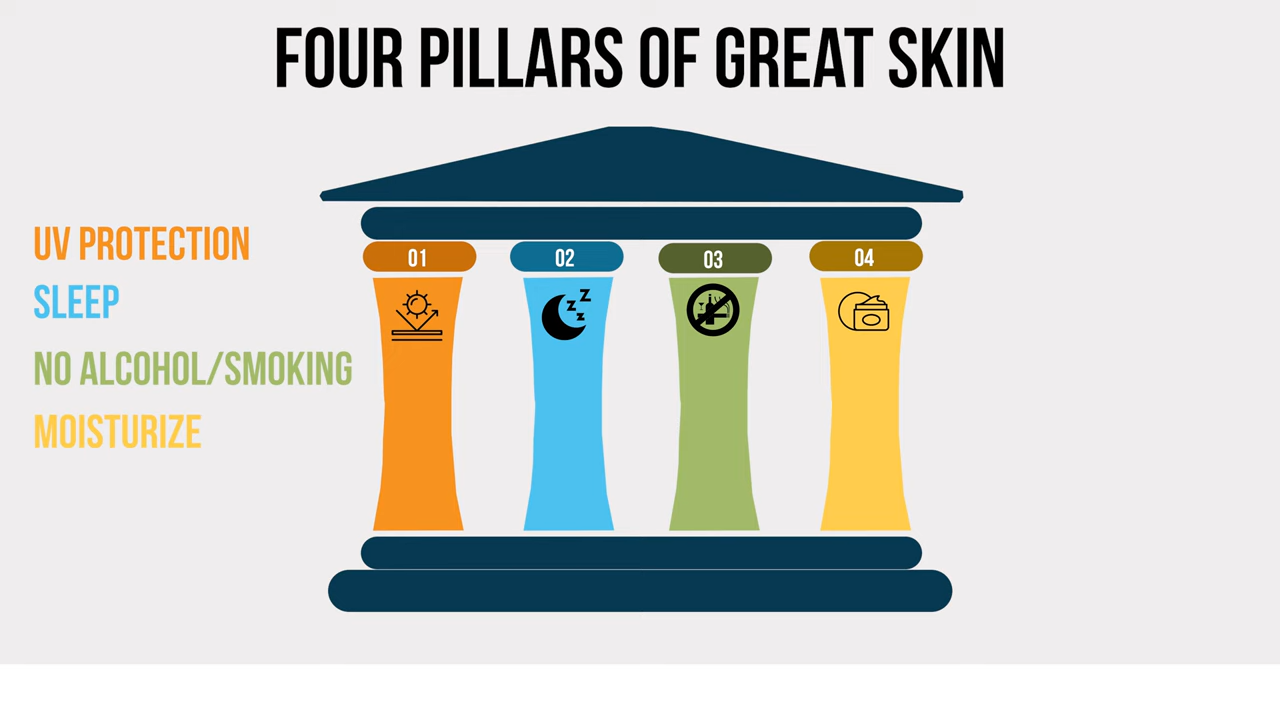 FOUR PILLARS OF GREAT SKIN
UV PROTECTION
SLEEP
NO ALCOHOL/SMOKING
MOISTURIZE
01 02 03 04
Z Z Z